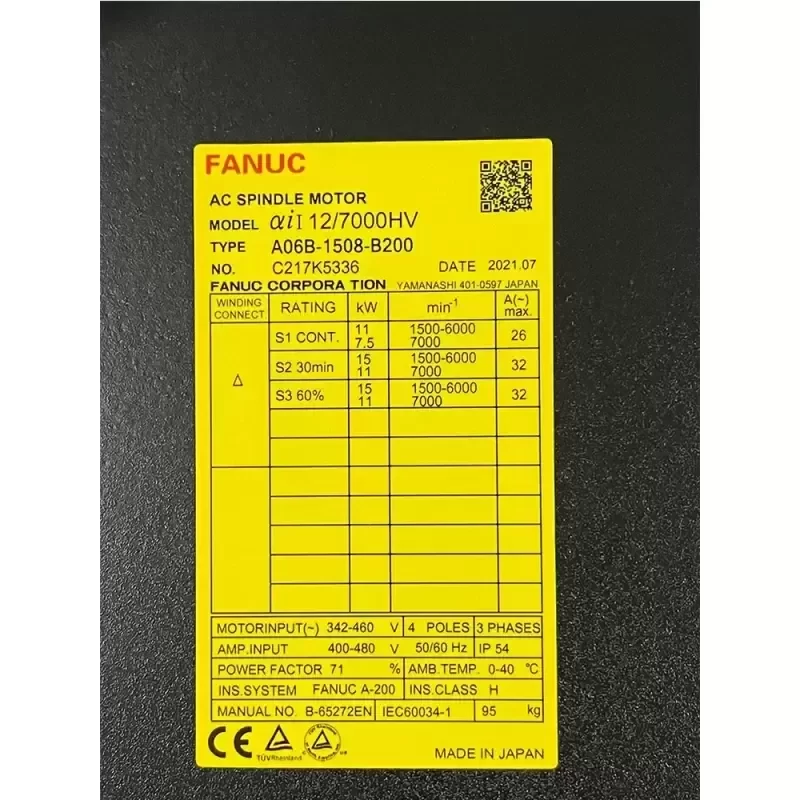 FANUC
AC SPINDLE MOTOR
MODEL αiI 12/7000HV
TYPE A06B-1508-B200
NO. C217K5336 DATE 2021.07
FANUC CORPORA TION YAMANASHI 401-0597 JAPAN
WINDING CONNECT RATING kW min-1 A(~) max.
Δ S1 CONT. 11 1500-6000 26
7.5 7000
S2 30min 15 1500-6000 32
11 7000
S3 60% 15 1500-6000 32
11 7000
MOTORINPUT(~) 342-460 V 4 POLES 3 PHASES
AMP.INPUT 400-480 V 50/60 Hz IP 54
POWER FACTOR 71 % AMB.TEMP. 0-40 ℃
INS.SYSTEM FANUC A-200 INS.CLASS H
MANUAL NO. B-65272EN IEC60034-1 95 kg
CE
TÜVRheinland
MADE IN JAPAN